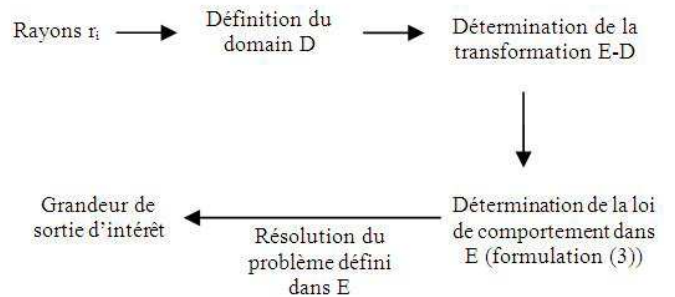 Rayons rᵢ
Définition du
domain D
Détermination de la
transformation E-D
Détermination de la loi
de comportement dans
E (formulation (3))
Résolution du
problème défini
dans E
Grandeur de
sortie d'intérêt